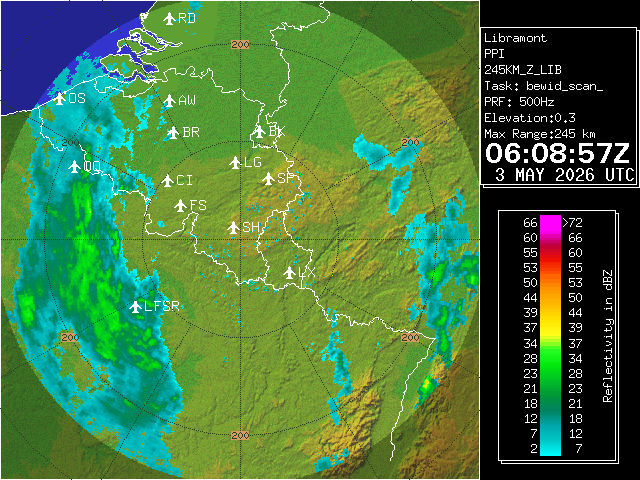 Libramont
PPI
245KM_Z_LIB
Task: bewid_scan_
PRF: 500Hz
Elevation:0.3
Max Range:245 km
06:08:57Z
3 MAY 2026 UTC
RD
200
OS
AW
BR
BK
200
QO
LG
CI
SP
FS
SH
LX
LFSR
200
200
200
66 >72
60 66
55 60
53 55
50 53
44 50
39 44
37 39
34 37
28 34
23 28
21 23
18 21
12 18
7 12
2 7
Reflectivity in dBZ